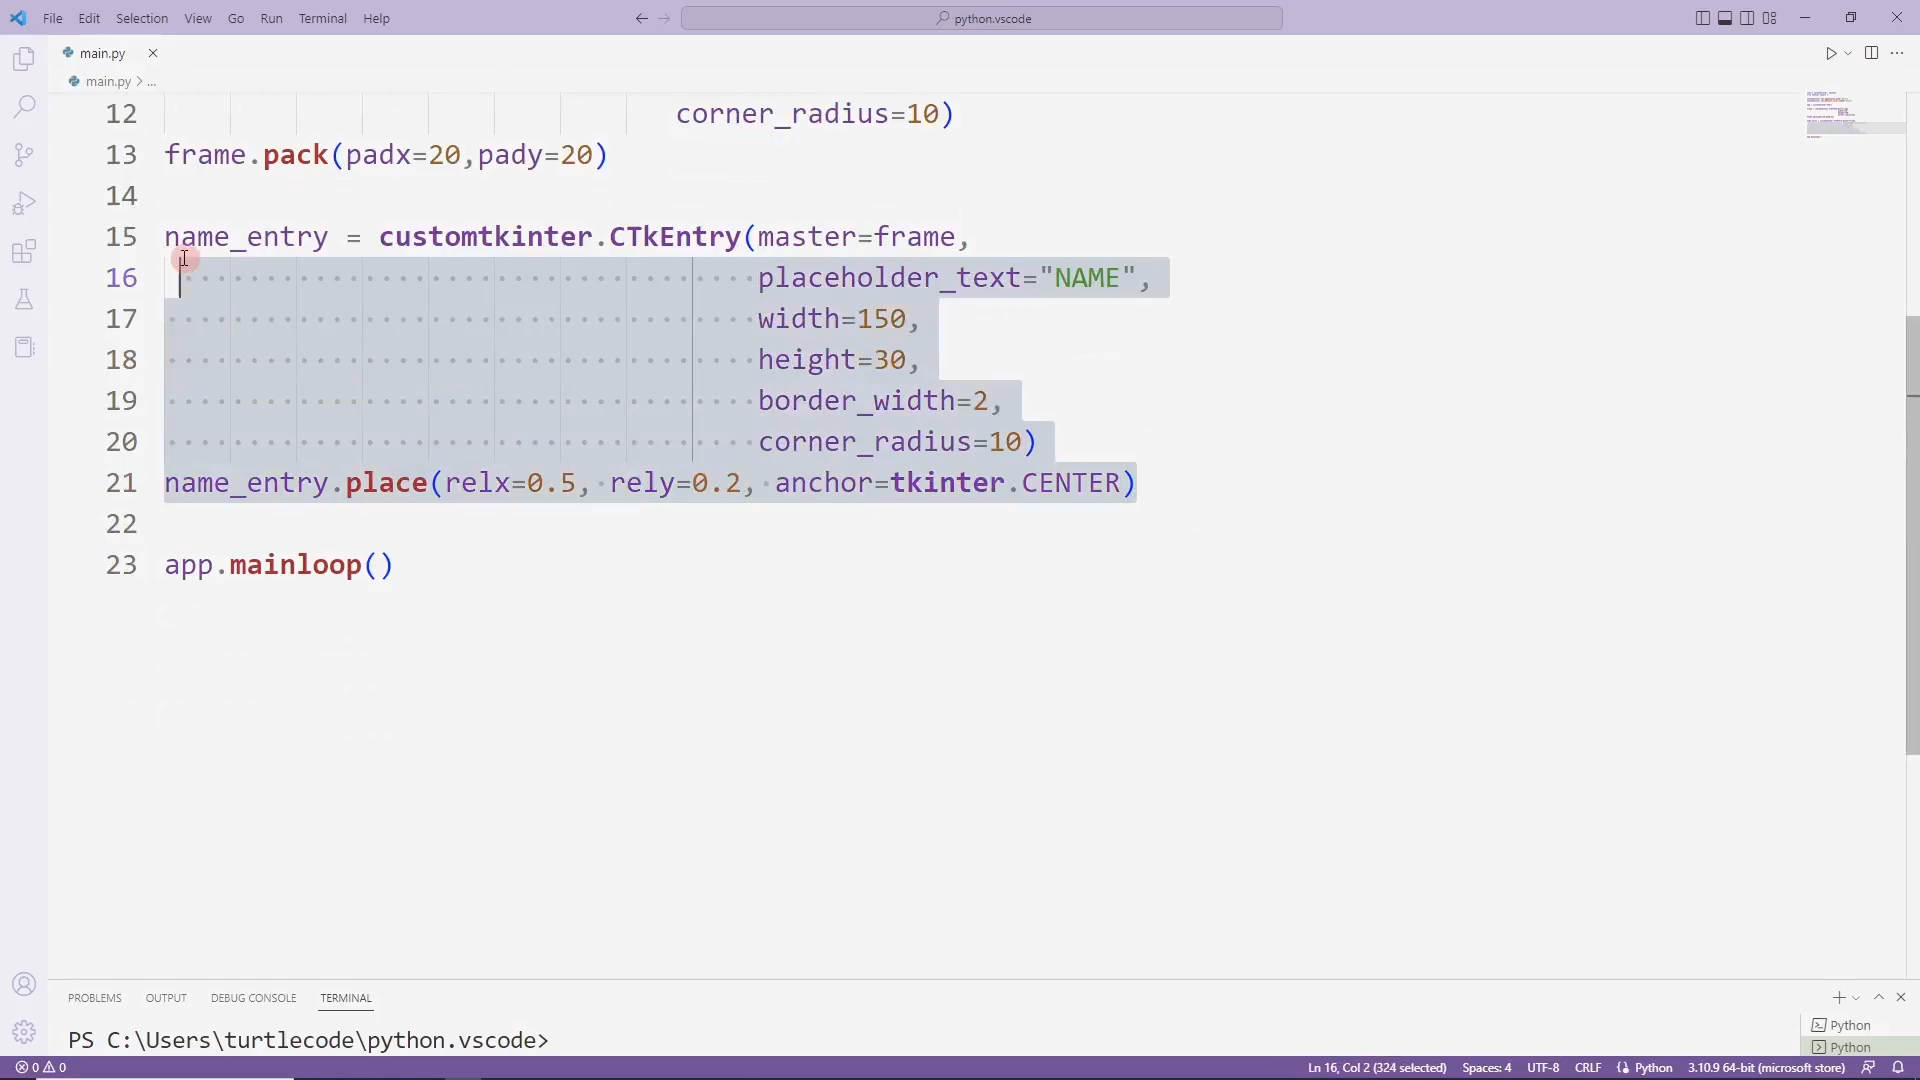 File Edit Selection View Go Run Terminal Help python.vscode
main.py
main.py > ...
12 corner_radius=10)
13 frame.pack(padx=20,pady=20)
14
15 name_entry = customtkinter.CTkEntry(master=frame,
16 placeholder_text="NAME",
17 width=150,
18 height=30,
19 border_width=2,
20 corner_radius=10)
21 name_entry.place(relx=0.5, rely=0.2, anchor=tkinter.CENTER)
22
23 app.mainloop()
PROBLEMS OUTPUT DEBUG CONSOLE TERMINAL
PS C:\Users\turtlecode\python.vscode>
Python
Python
0 0 Ln 16, Col 2 (324 selected) Spaces: 4 UTF-8 CRLF Python 3.10.9 64-bit (microsoft store)